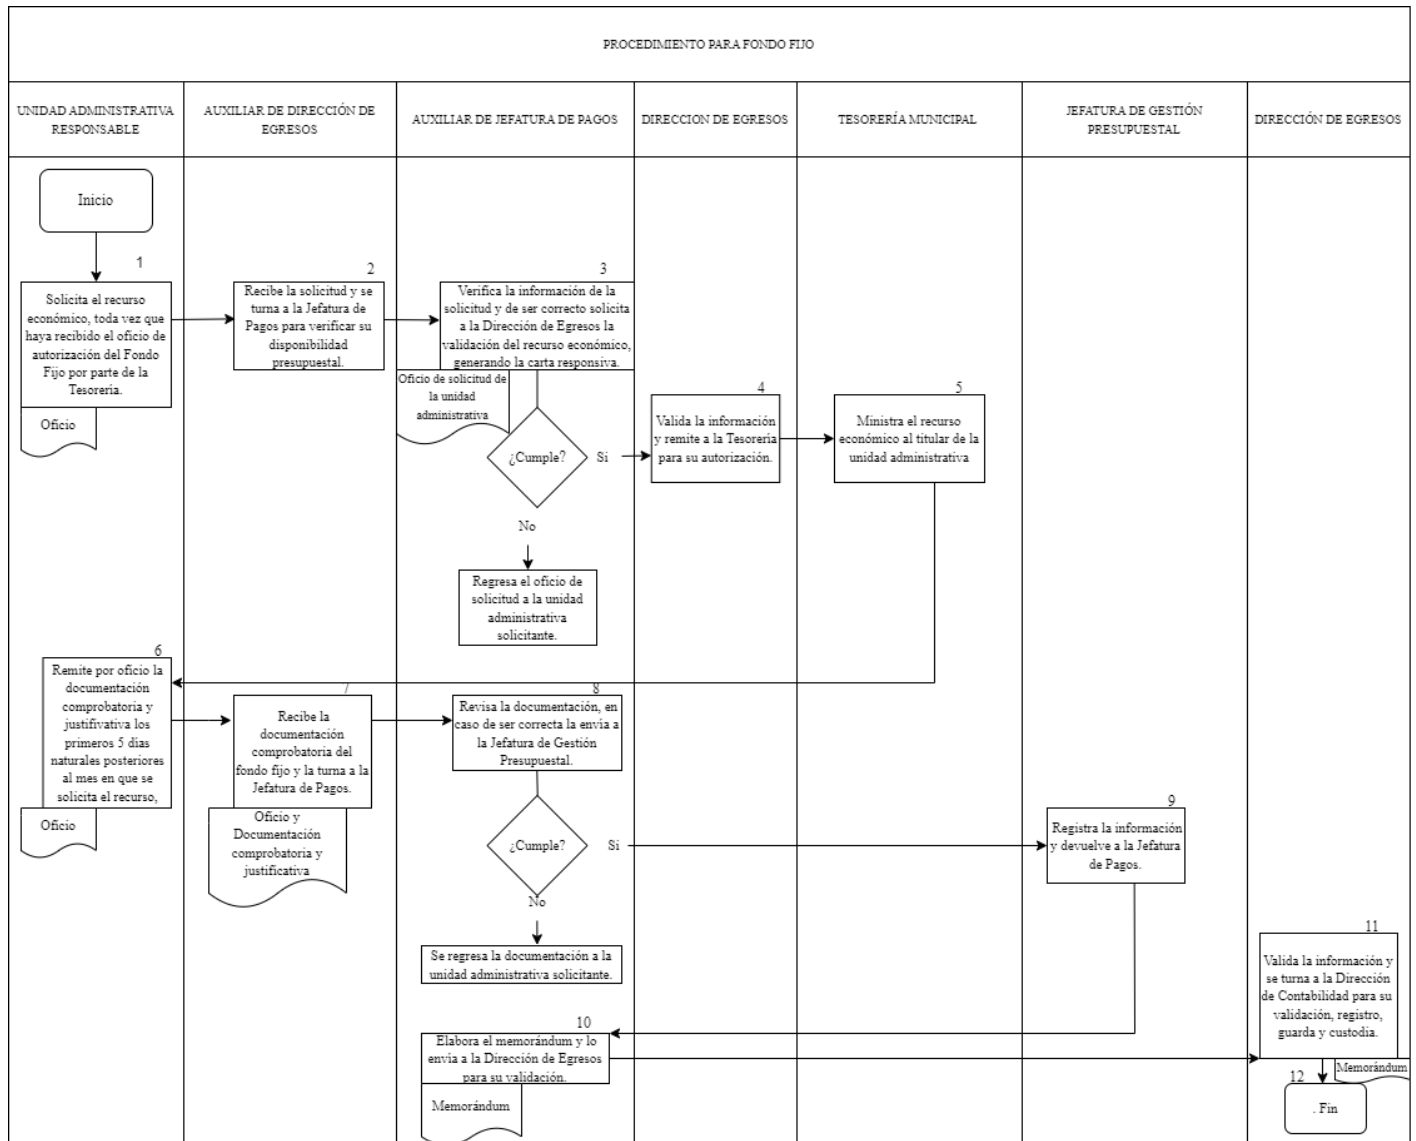 PROCEDIMIENTO PARA FONDO FIJO
UNIDAD ADMINISTRATIVA
RESPONSABLE
AUXILIAR DE DIRECCIÓN DE
EGRESOS
AUXILIAR DE JEFATURA DE PAGOS
DIRECCION DE EGRESOS
TESORERÍA MUNICIPAL
JEFATURA DE GESTIÓN
PRESUPUESTAL
DIRECCIÓN DE EGRESOS
Inicio
1
Solicita el recurso
económico, toda vez que
haya recibido el oficio de
autorización del Fondo
Fijo por parte de la
Tesorería.
Oficio
2
Recibe la solicitud y se
turna a la Jefatura de
Pagos para verificar su
disponibilidad
presupuestal.
3
Verifica la información de la
solicitud y de ser correcto solicita
a la Dirección de Egresos la
validación del recurso económico,
generando la carta responsiva.
Oficio de solicitud de
la unidad
administrativa
¿Cumple?
Si
No
Regresa el oficio de
solicitud a la unidad
administrativa
solicitante.
4
Valida la información
y remite a la Tesorería
para su autorización.
5
Ministra el recurso
económico al titular de la
unidad administrativa
6
Remite por oficio la
documentación
comprobatoria y
justifivativa los
primeros 5 días
naturales posteriores
al mes en que se
solicita el recurso,
Oficio
7
Recibe la
documentación
comprobatoria del
fondo fijo y la turna a la
Jefatura de Pagos.
Oficio y
Documentación
comprobatoria y
justificativa
8
Revisa la documentación, en
caso de ser correcta la envía a
la Jefatura de Gestión
Presupuestal.
¿Cumple?
Si
No
Se regresa la documentación a la
unidad administrativa solicitante.
9
Registra la información
y devuelve a la Jefatura
de Pagos.
10
Elabora el memorándum y lo
envía a la Dirección de Egresos
para su validación.
Memorándum
11
Valida la información y
se turna a la Dirección
de Contabilidad para su
validación, registro,
guarda y custodia.
Memorándum
12
. Fin